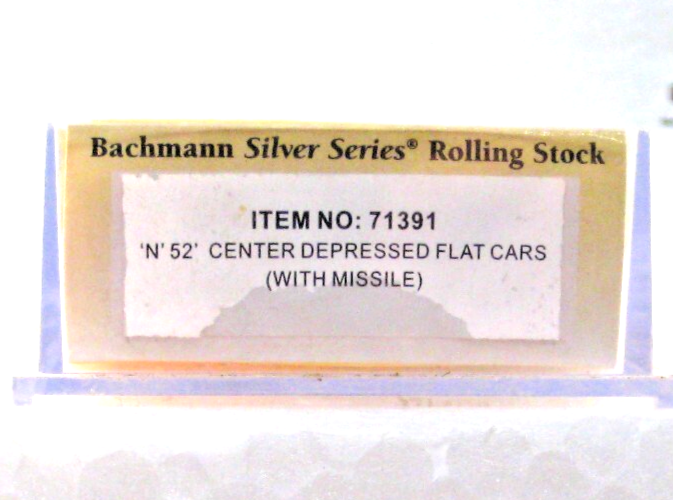 Bachmann Silver Series® Rolling Stock
ITEM NO: 71391
'N' 52' CENTER DEPRESSED FLAT CARS
(WITH MISSILE)